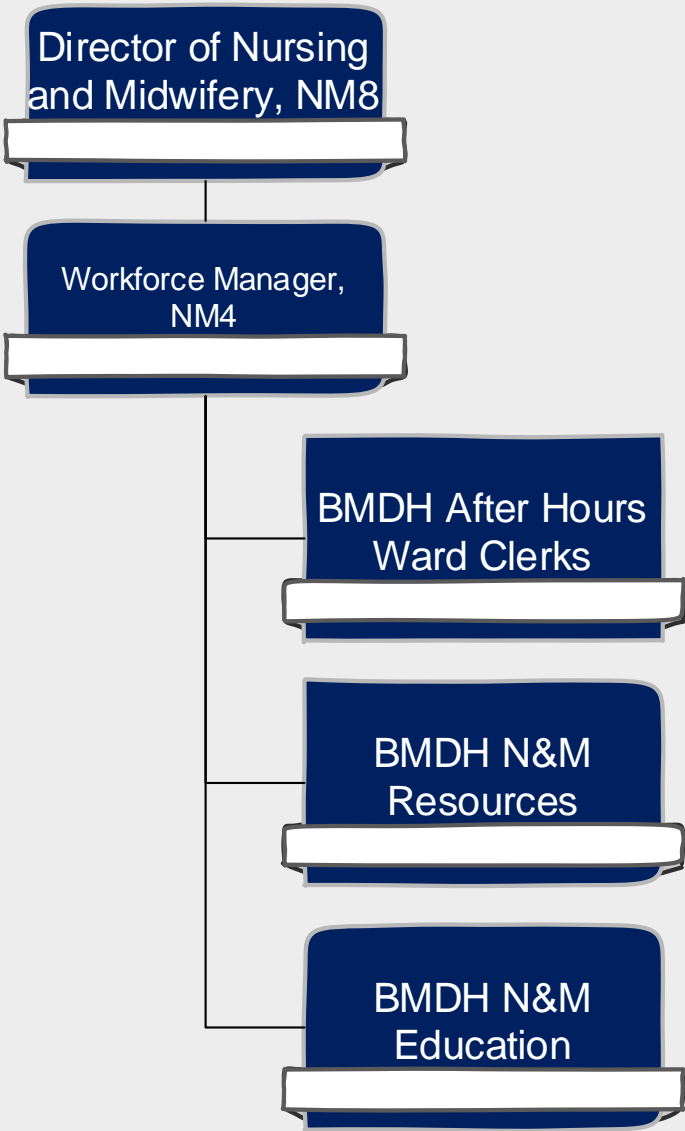 Director of Nursing
and Midwifery, NM8
Workforce Manager,
NM4
BMDH After Hours
Ward Clerks
BMDH N&M
Resources
BMDH N&M
Education